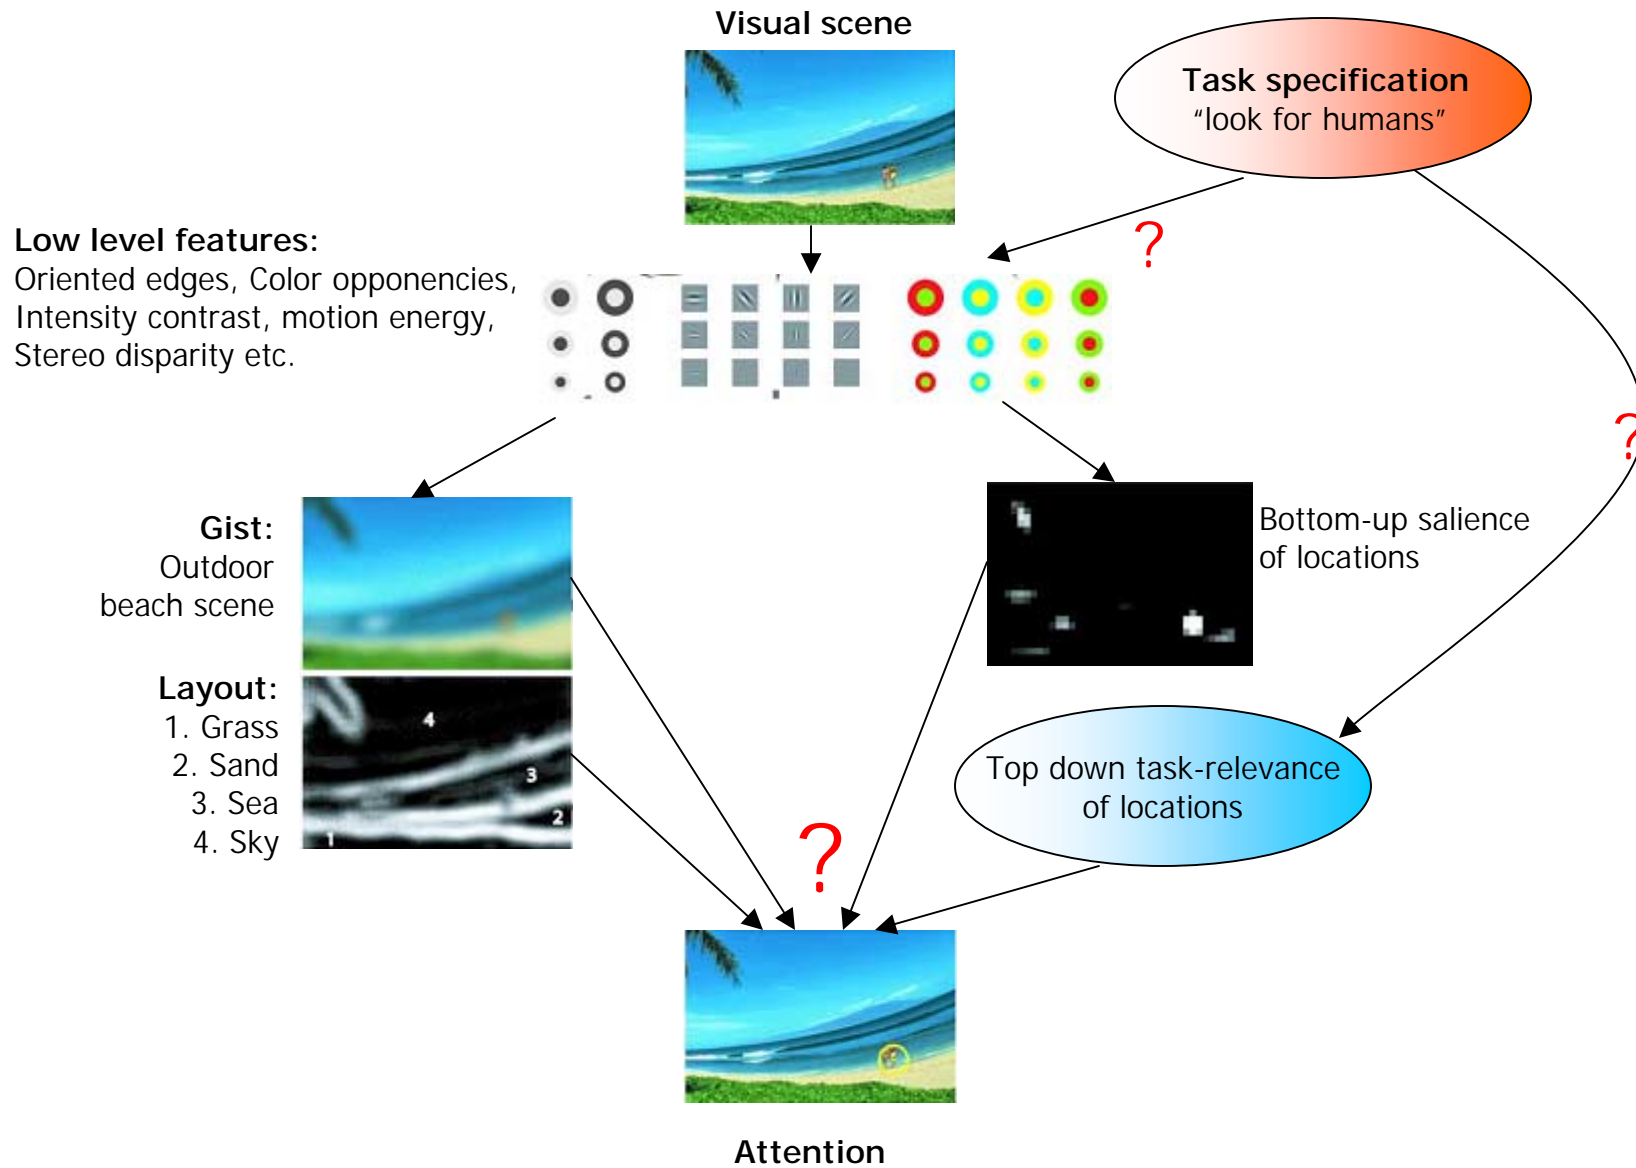 Visual scene
Task specification
“look for humans”
?
Low level features:
Oriented edges, Color opponencies,
Intensity contrast, motion energy,
Stereo disparity etc.
?
Gist:
Outdoor
beach scene
Bottom-up salience
of locations
Layout:
1. Grass
2. Sand
3. Sea
4. Sky
4
3
2
1
Top down task-relevance
of locations
?
Attention